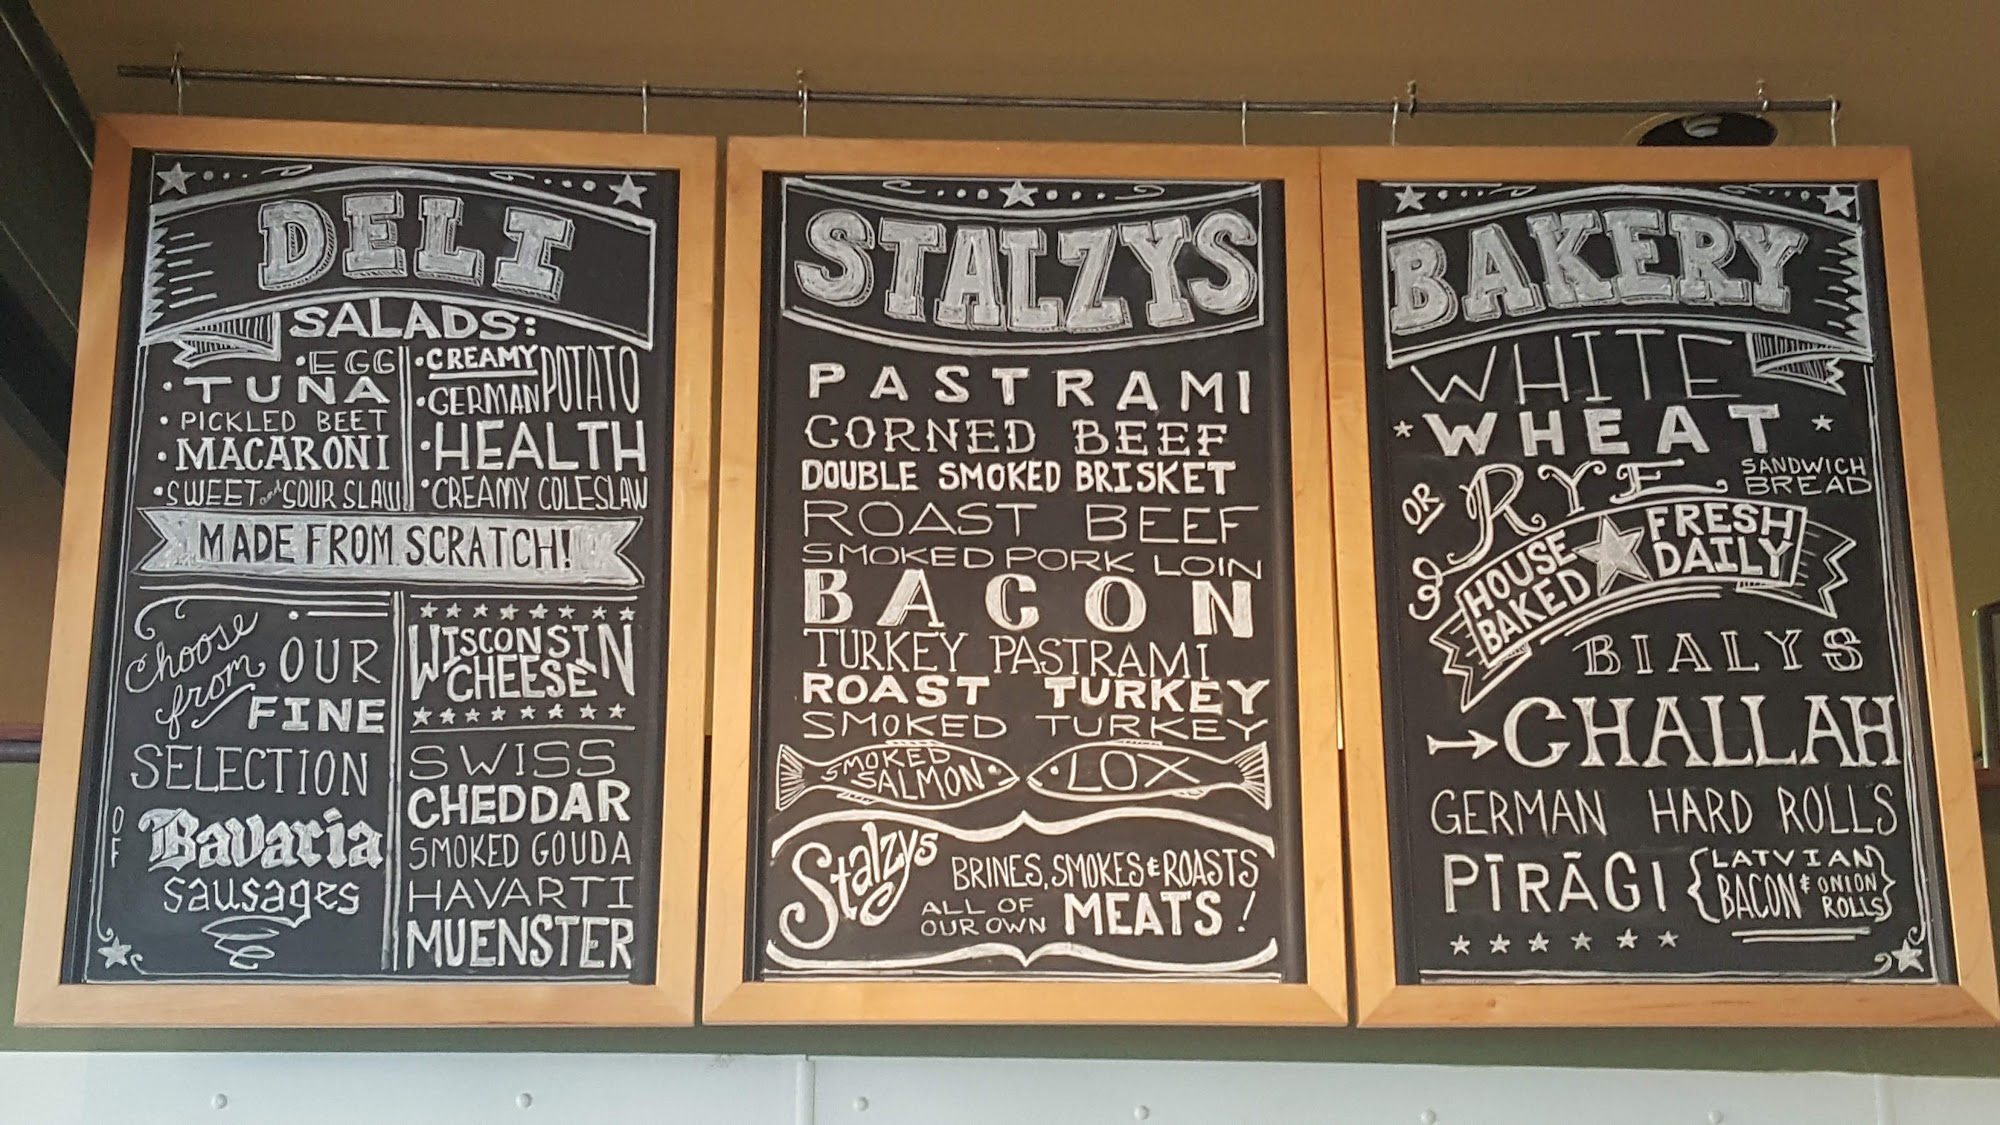 DELI
SALADS:
• EGG
• TUNA
• PICKLED BEET
• MACARONI
• SWEET and SOUR SLAW
• CREAMY
• GERMAN POTATO
• HEALTH
• CREAMY COLESLAW
MADE FROM SCRATCH!
Choose
from OUR
FINE
SELECTION
OF
Bavaria
sausages
WISCONSIN
CHEESE
SWISS
CHEDDAR
SMOKED GOUDA
HAVARTI
MUENSTER
STALZYS
PASTRAMI
CORNED BEEF
DOUBLE SMOKED BRISKET
ROAST BEEF
SMOKED PORK LOIN
BACON
TURKEY PASTRAMI
ROAST TURKEY
SMOKED TURKEY
SMOKED
SALMON
LOX
Stalzys
BRINES, SMOKES & ROASTS
ALL OF
OUR OWN
MEATS!
BAKERY
WHITE
WHEAT
OR RYE
SANDWICH
BREAD
HOUSE
BAKED
FRESH
DAILY
BIALYS
→ CHALLAH
GERMAN HARD ROLLS
PĪRĀGI
{LATVIAN
BACON & ONION
ROLLS}